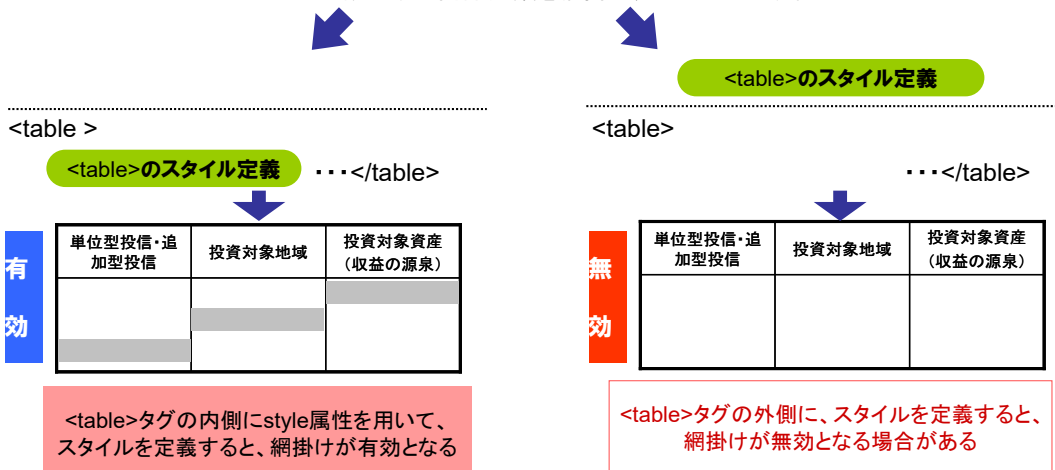 <table >
<table>のスタイル定義
・・・</table>
有効
単位型投信・追
加型投信
投資対象地域
投資対象資産
(収益の源泉)
<table>タグの内側にstyle属性を用いて、
スタイルを定義すると、網掛けが有効となる
<table>のスタイル定義
<table>
・・・</table>
無効
単位型投信・追
加型投信
投資対象地域
投資対象資産
(収益の源泉)
<table>タグの外側に、スタイルを定義すると、
網掛けが無効となる場合がある